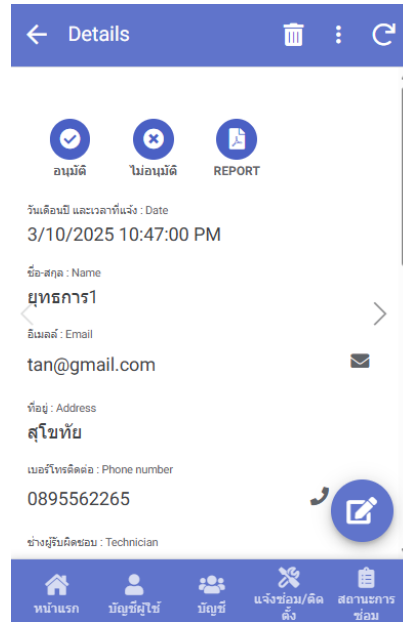 Details
อนุมัติ
ไม่อนุมัติ
REPORT
วันเดือนปี และเวลาที่แจ้ง : Date
3/10/2025 10:47:00 PM
ชื่อ-สกุล : Name
ยุทธการ1
อีเมลล์ : Email
tan@gmail.com
ที่อยู่ : Address
สุโขทัย
เบอร์โทรติดต่อ : Phone number
0895562265
ช่างผู้รับผิดชอบ : Technician
หน้าแรก
บัญชีผู้ใช้
บัญชี
แจ้งซ่อม/ติด
ตั้ง
สถานะการ
ซ่อม